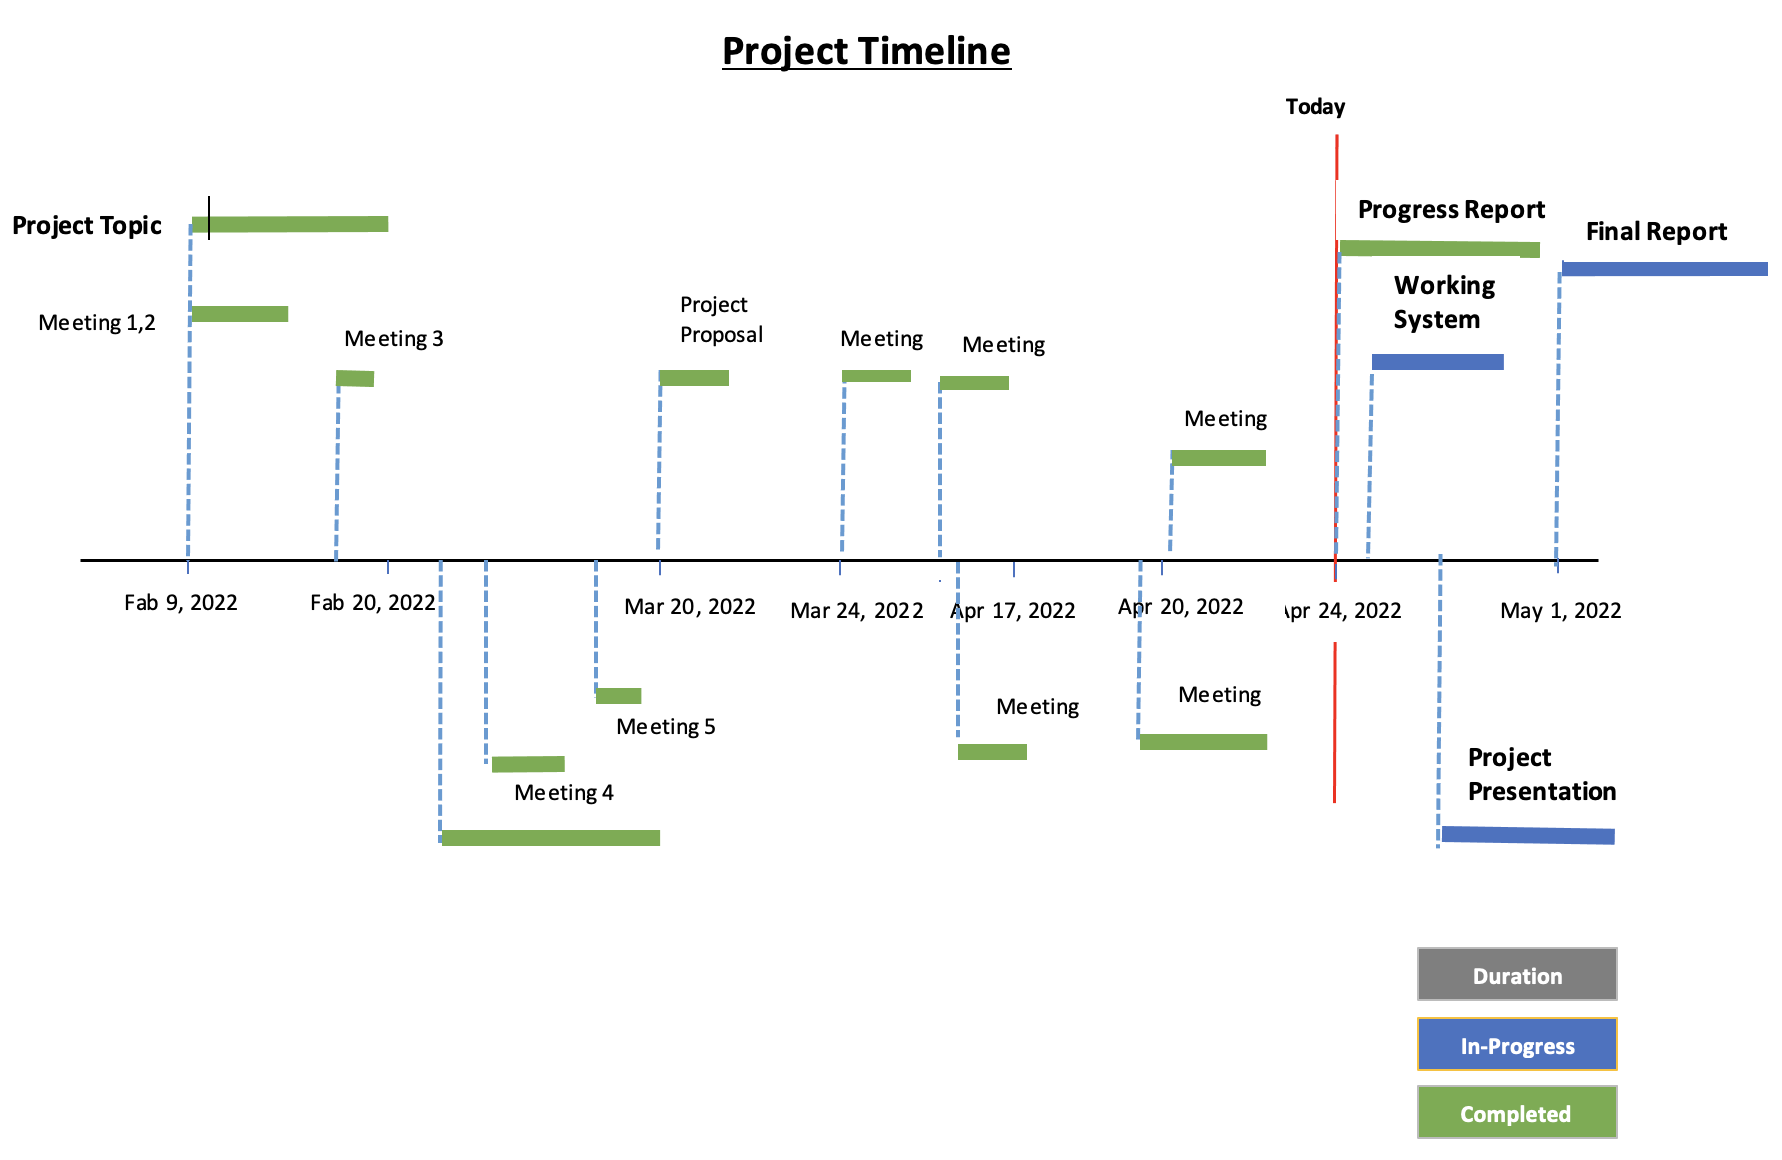 Project Timeline
Today
Project Topic
Progress Report
Final Report
Meeting 1,2
Meeting 3
Project
Proposal
Meeting
Meeting
Working
System
Meeting
Fab 9, 2022
Fab 20, 2022
Mar 20, 2022
Mar 24, 2022
Apr 17, 2022
Apr 20, 2022
Apr 24, 2022
May 1, 2022
Meeting 5
Meeting
Meeting
Meeting 4
Project
Presentation
Duration
In-Progress
Completed